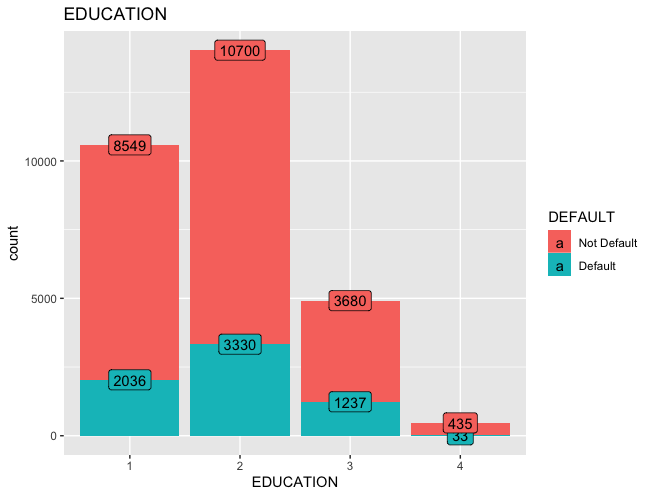 EDUCATION
10700
8549
10000
DEFAULT
a Not Default
a Default
count
5000
3680
3330
2036
1237
435
33
0
1 2 3 4
EDUCATION